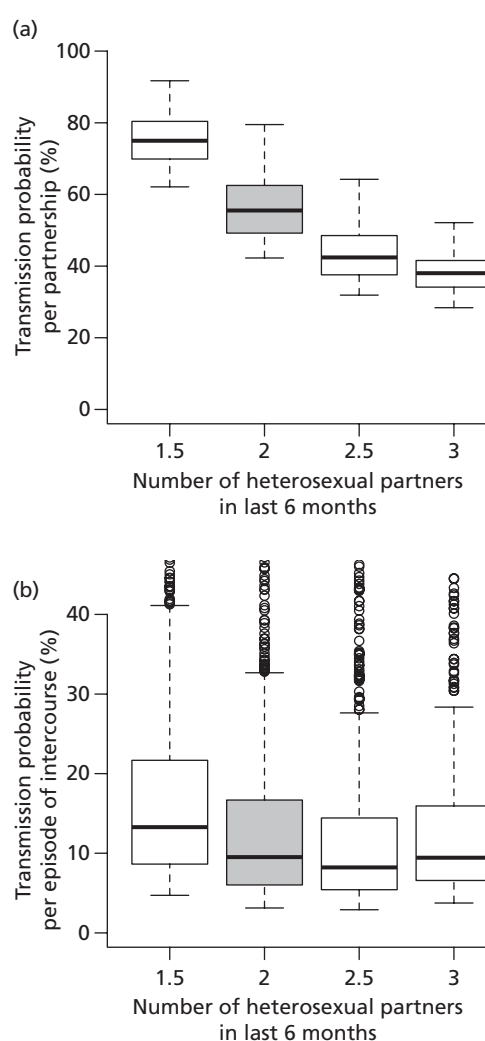 (a)
100
80
60
40
20
0
Transmission probability
per partnership (%)
1.5 2 2.5 3
Number of heterosexual partners
in last 6 months
(b)
40
30
20
10
0
Transmission probability
per episode of intercourse (%)
1.5 2 2.5 3
Number of heterosexual partners
in last 6 months